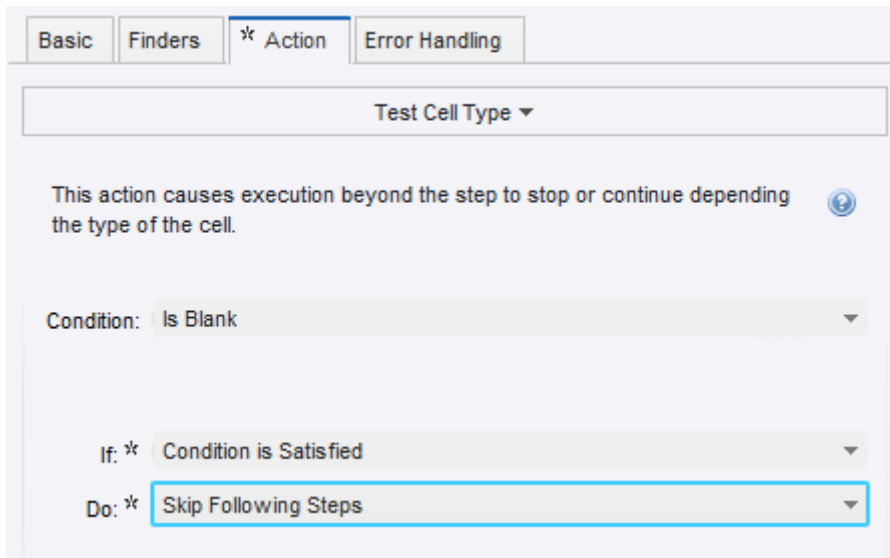 Basic Finders * Action Error Handling
Test Cell Type
This action causes execution beyond the step to stop or continue depending
the type of the cell.
Condition: Is Blank
If: * Condition is Satisfied
Do: * Skip Following Steps